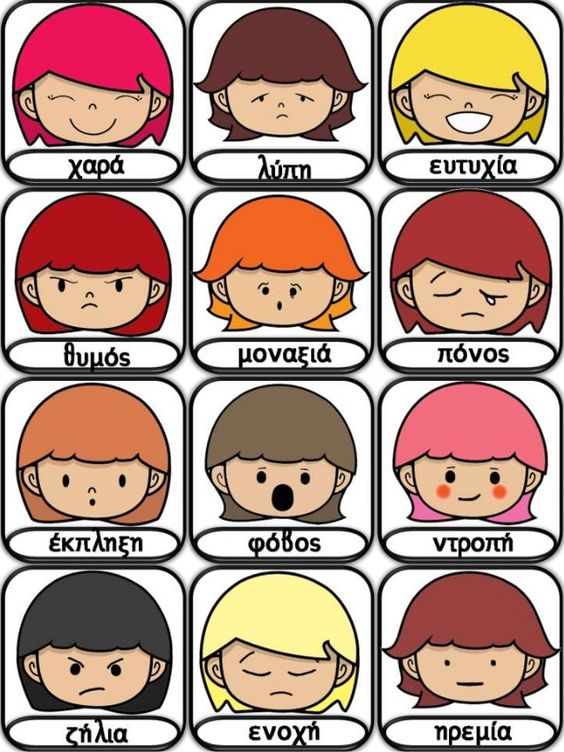 χαρά
λύπη
ευτυχία
θυμός
μοναξιά
πόνος
έκπληξη
φόβος
ντροπή
ζήλια
ενοχή
ηρεμία